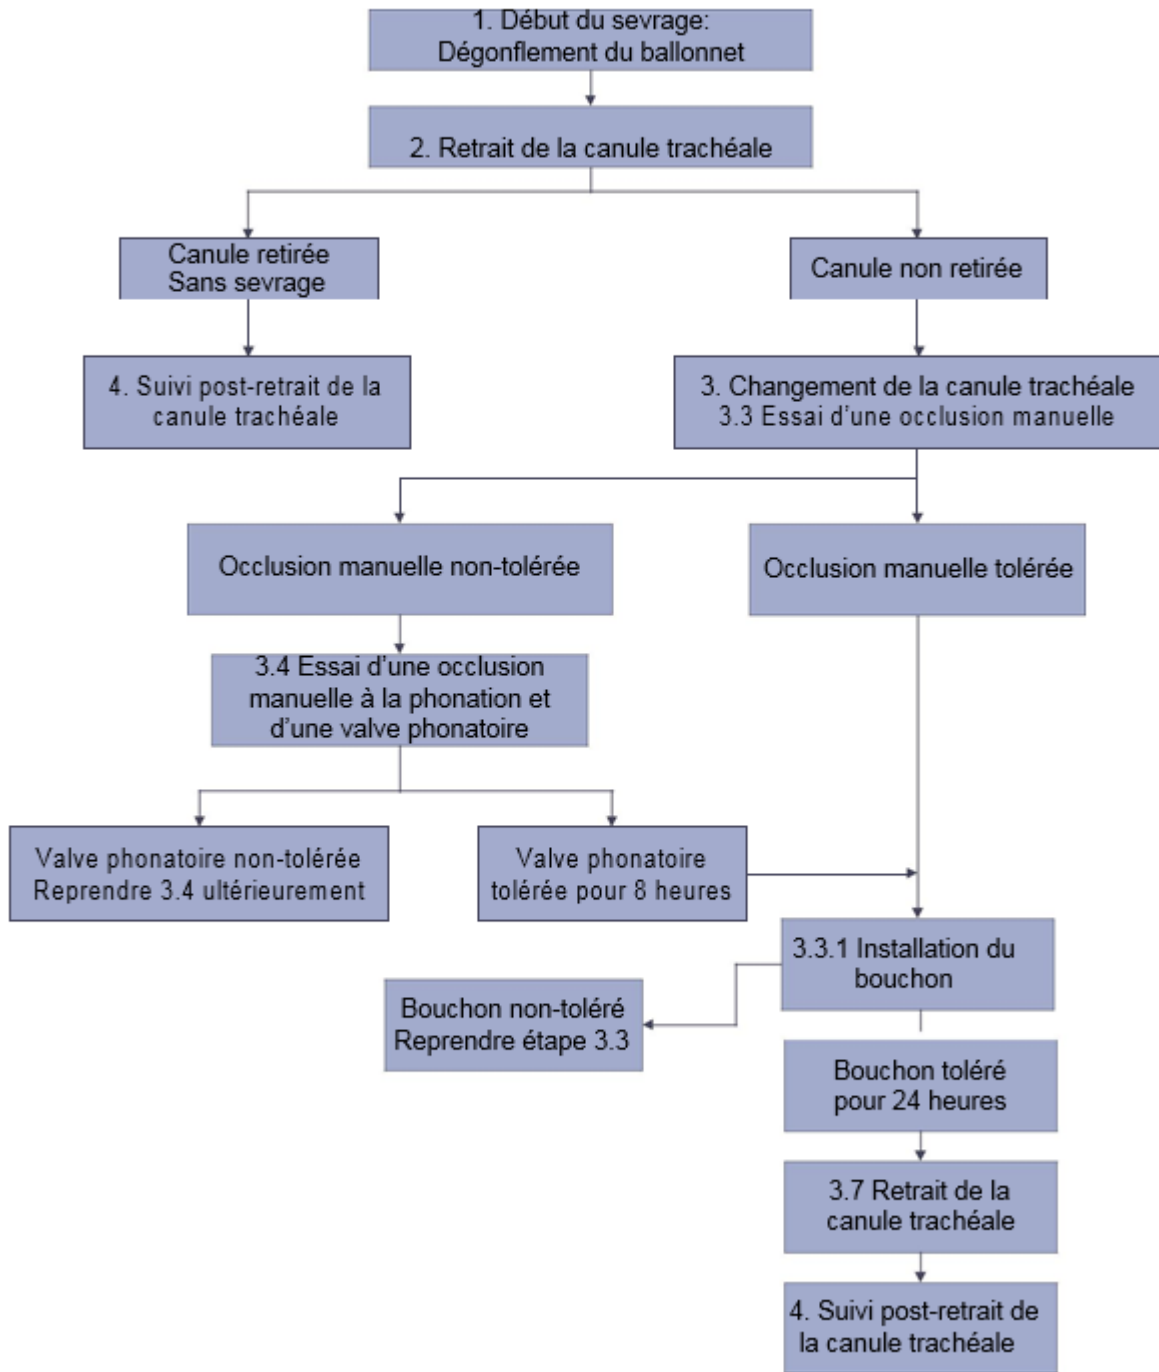 1. Début du sevrage:
Dégonflement du ballonnet
2. Retrait de la canule trachéale
Canule retirée
Sans sevrage
Canule non retirée
4. Suivi post-retrait de la
canule trachéale
3. Changement de la canule trachéale
3.3 Essai d’une occlusion manuelle
Occlusion manuelle non-tolérée
Occlusion manuelle tolérée
3.4 Essai d’une occlusion
manuelle à la phonation et
d’une valve phonatoire
Valve phonatoire non-tolérée
Reprendre 3.4 ultérieurement
Valve phonatoire
tolérée pour 8 heures
3.3.1 Installation du
bouchon
Bouchon non-toléré
Reprendre étape 3.3
Bouchon toléré
pour 24 heures
3.7 Retrait de la
canule trachéale
4. Suivi post-retrait de
la canule trachéale